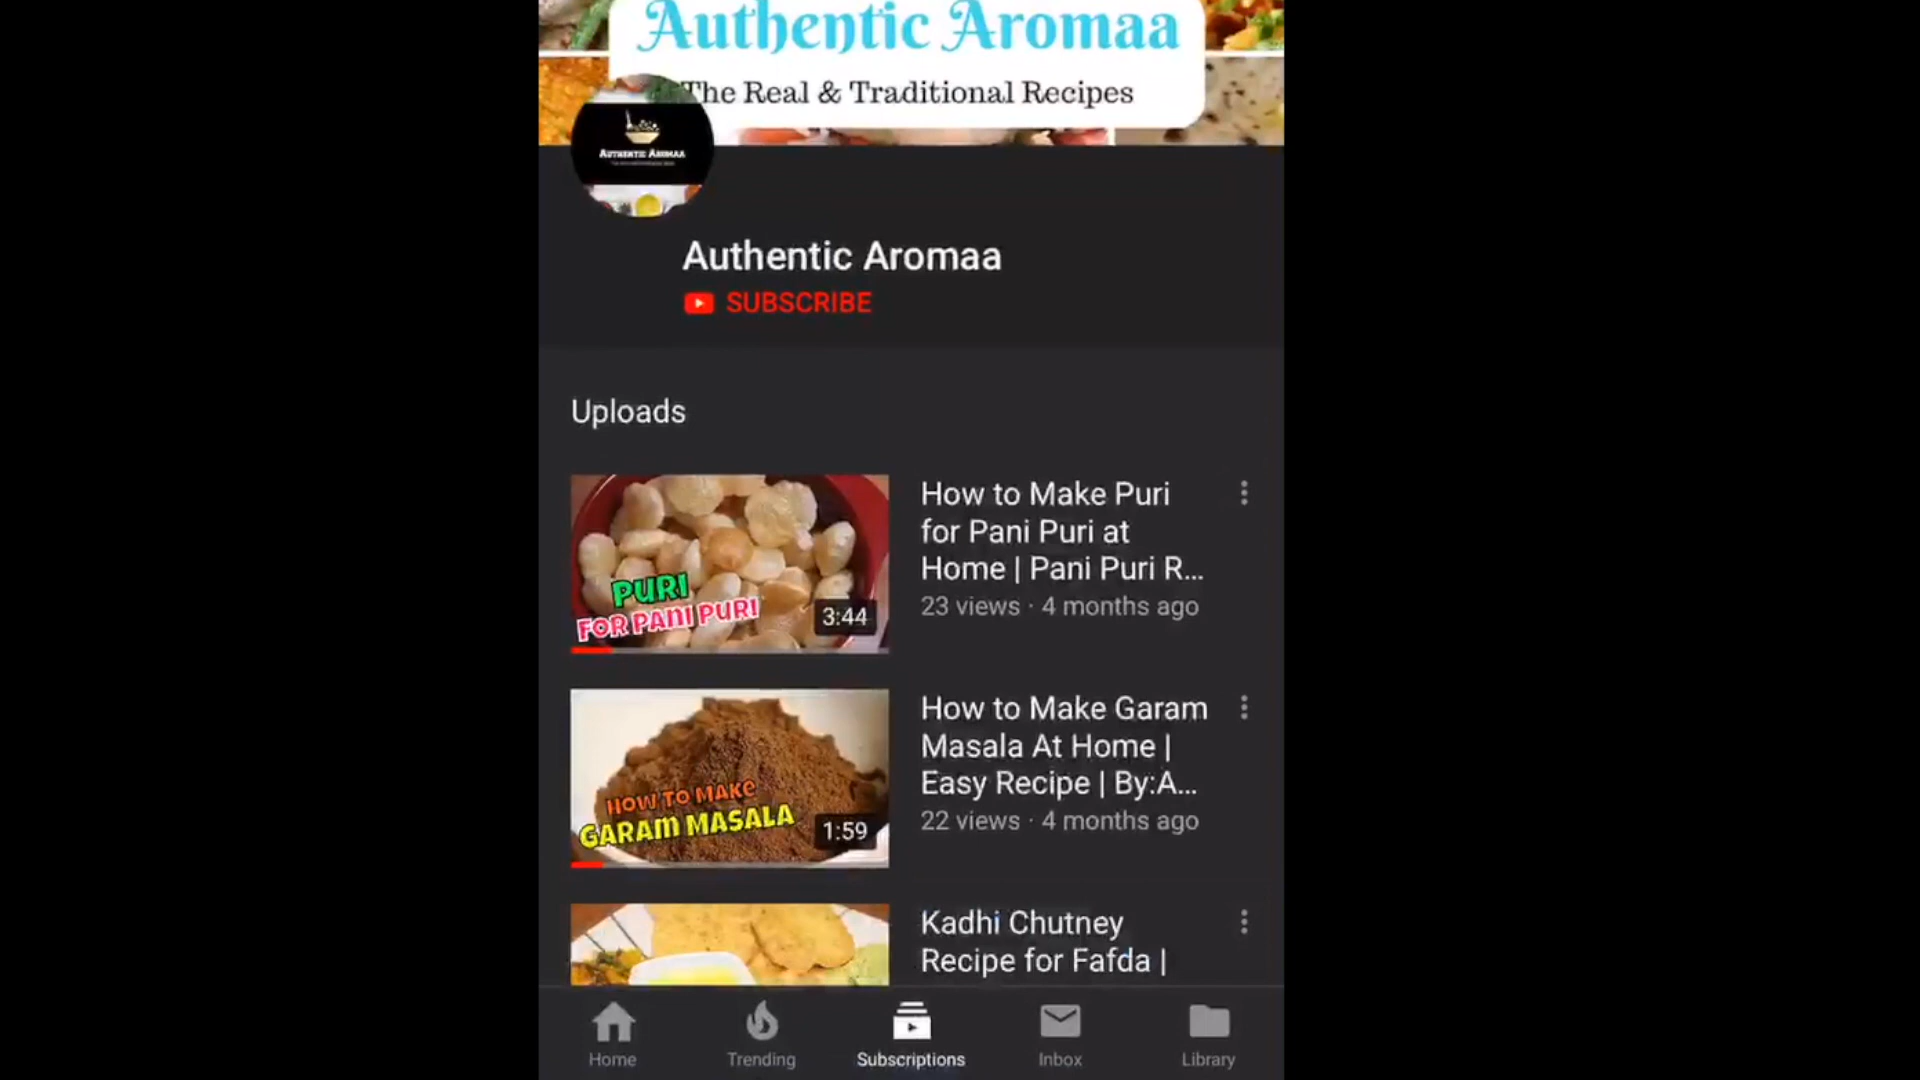 Authentic Aromaa
The Real & Traditional Recipes
AUTHENTIC AROMAA
Authentic Aromaa
SUBSCRIBE
Uploads
PURI
FOR PANI PURI
3:44
How to Make Puri
for Pani Puri at
Home | Pani Puri R...
23 views · 4 months ago
HOW TO MAKE
GARAM MASALA
1:59
How to Make Garam
Masala At Home |
Easy Recipe | By:A...
22 views · 4 months ago
Kadhi Chutney
Recipe for Fafda |
Home
Trending
Subscriptions
Inbox
Library